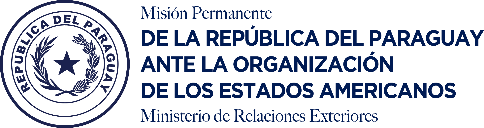 REPUBLICA DEL PARAGUAY
Misión Permanente
DE LA REPÚBLICA DEL PARAGUAY
ANTE LA ORGANIZACIÓN
DE LOS ESTADOS AMERICANOS
Ministerio de Relaciones Exteriores